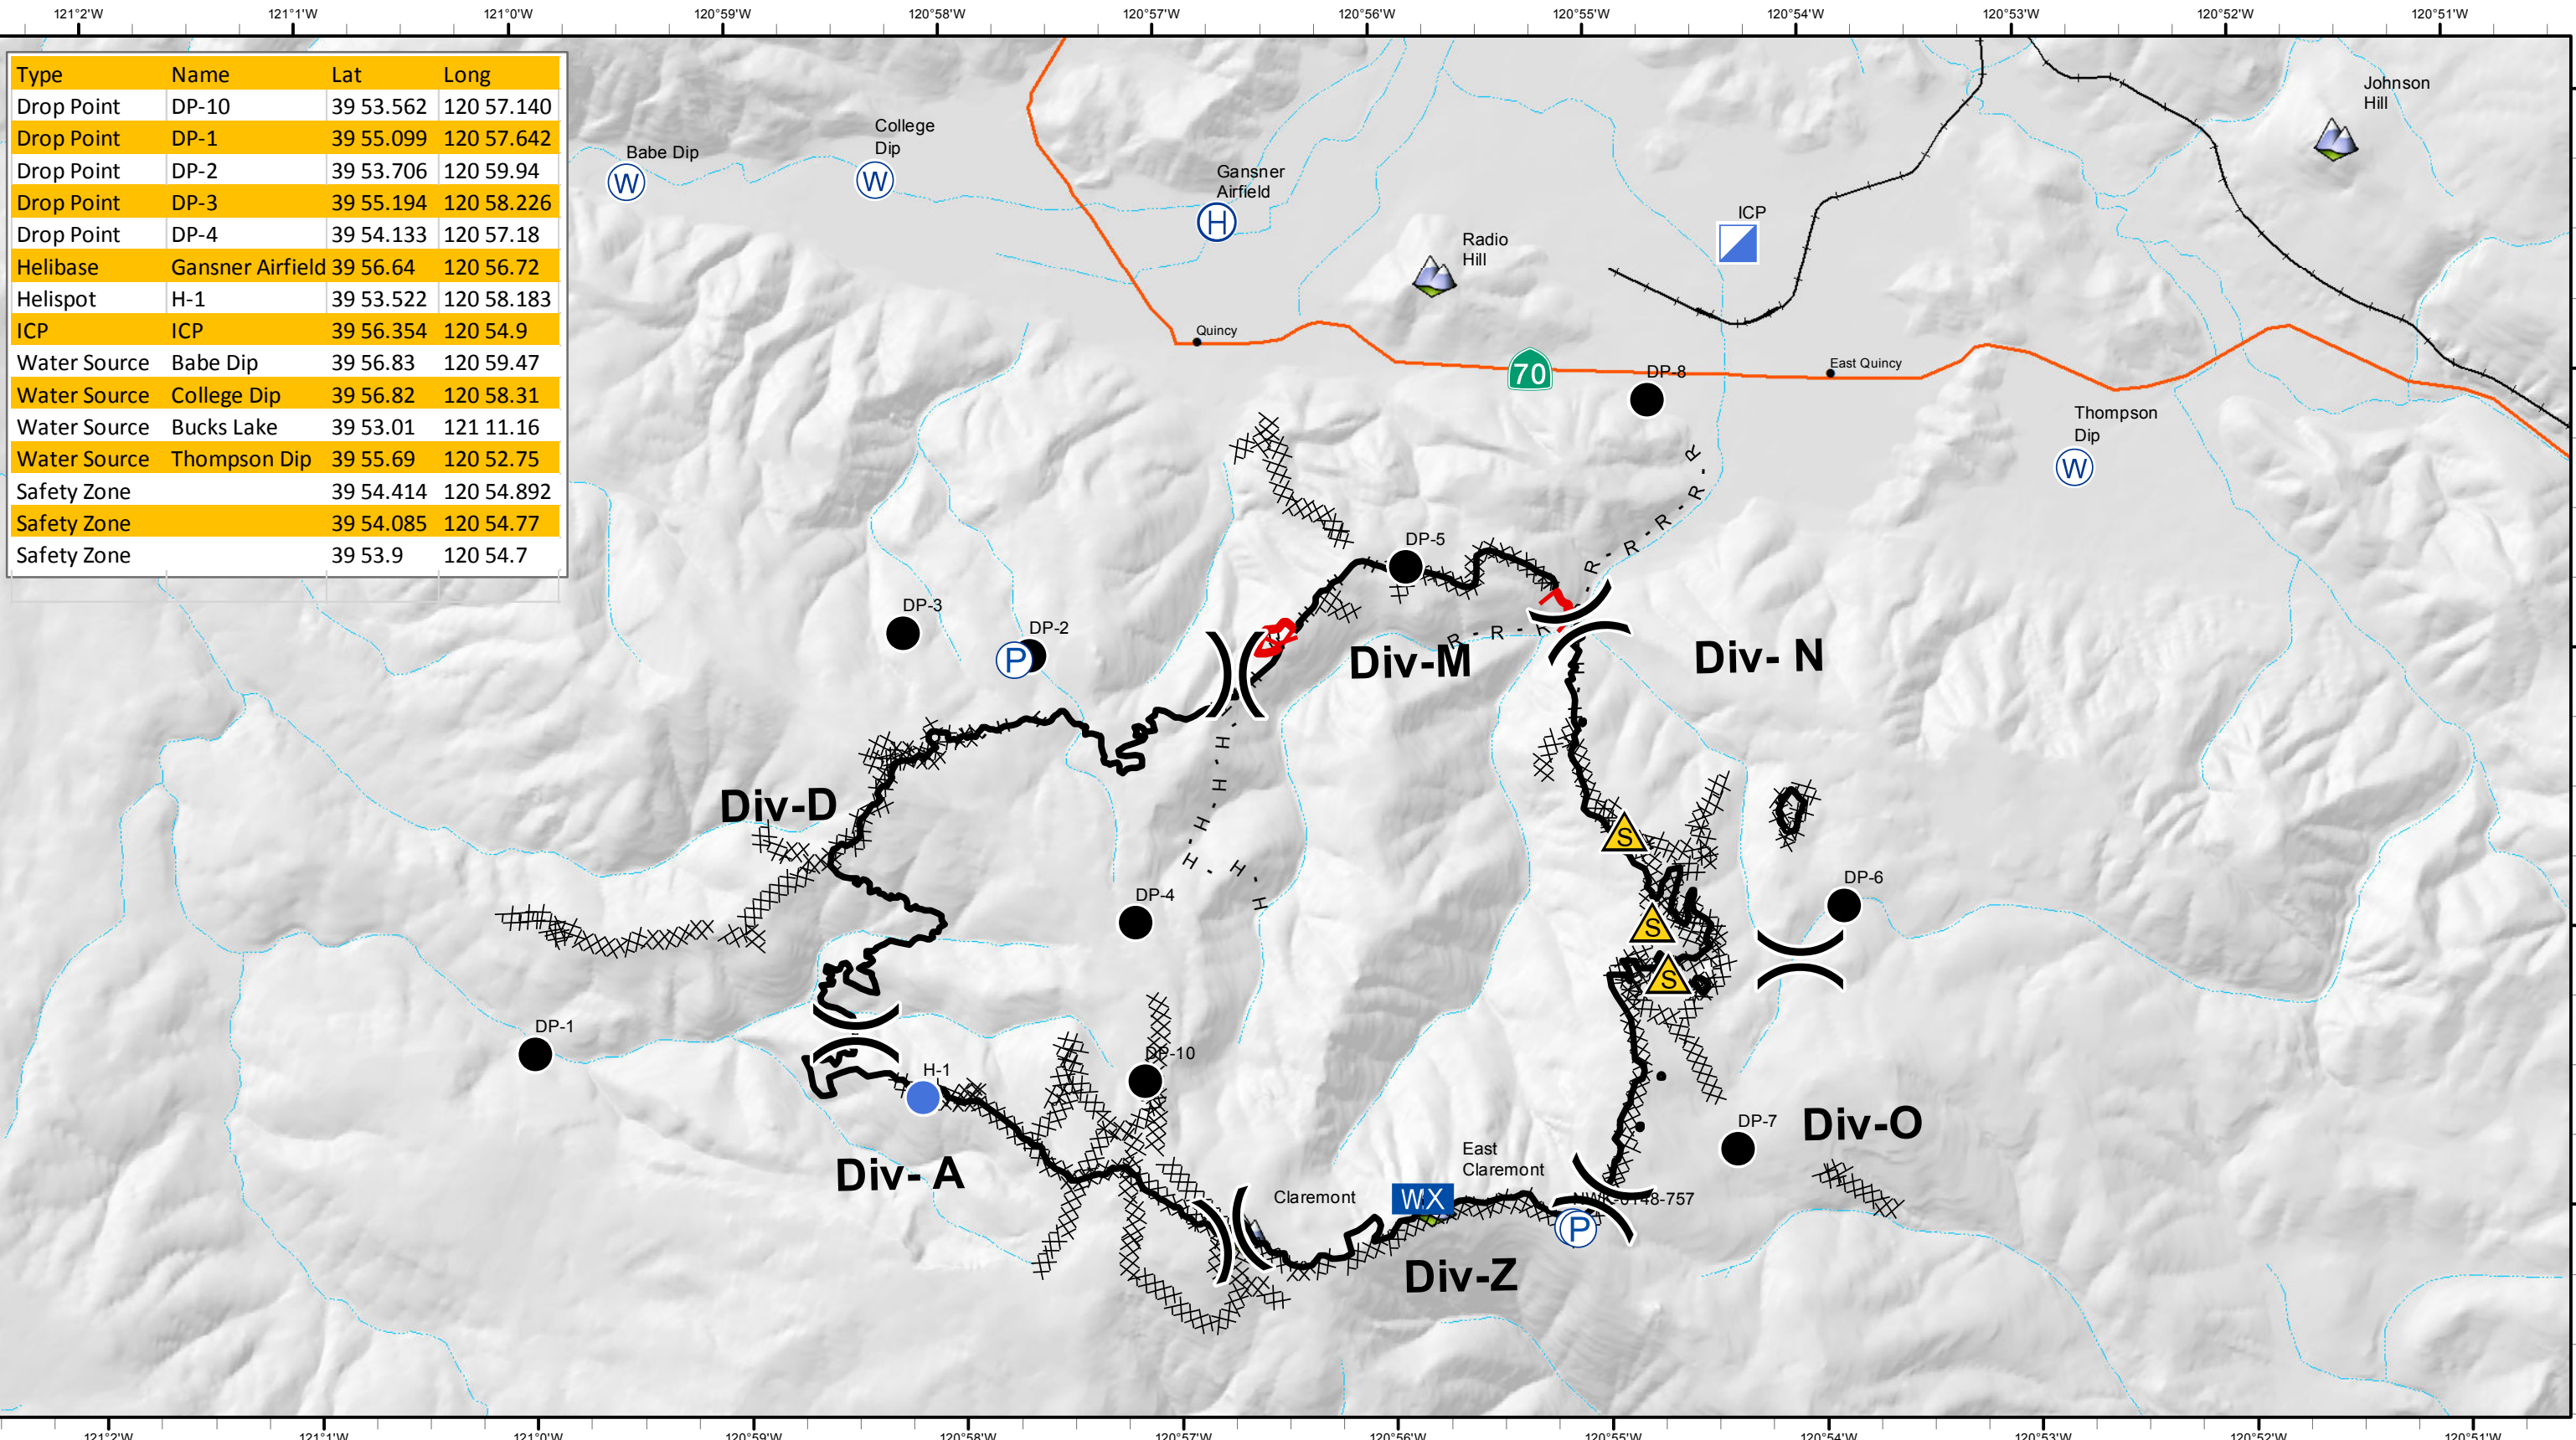 121°2'W 121°1'W 121°0'W 120°59'W 120°58'W 120°57'W 120°56'W 120°55'W 120°54'W 120°53'W 120°52'W 120°51'W
Type Name Lat Long
Drop Point DP-10 39 53.562 120 57.140
Drop Point DP-1 39 55.099 120 57.642
Drop Point DP-2 39 53.706 120 59.94
Drop Point DP-3 39 55.194 120 58.226
Drop Point DP-4 39 54.133 120 57.18
Helibase Gansner Airfield 39 56.64 120 56.72
Helispot H-1 39 53.522 120 58.183
ICP ICP 39 56.354 120 54.9
Water Source Babe Dip 39 56.83 120 59.47
Water Source College Dip 39 56.82 120 58.31
Water Source Bucks Lake 39 53.01 121 11.16
Water Source Thompson Dip 39 55.69 120 52.75
Safety Zone 39 54.414 120 54.892
Safety Zone 39 54.085 120 54.77
Safety Zone 39 53.9 120 54.7
Johnson
Hill
College
Dip
W
Babe Dip
W
Gansner
Airfield
H
ICP
Radio
Hill
Quincy
70
East Quincy
DP-8
Thompson
Dip
W
R
R
R
R
R
DP-5
DP-3
DP-2
P
R R R
Div-M
Div- N
H
H
H
H H
H
Div-D
S
DP-4
DP-6
S
S
DP-1
DP-10
H-1
DP-7
Div-O
Div- A
East
Claremont
Claremont
WX
P
Div-Z
121°2'W 121°1'W 121°0'W 120°59'W 120°58'W 120°57'W 120°56'W 120°55'W 120°54'W 120°53'W 120°52'W 120°51'W